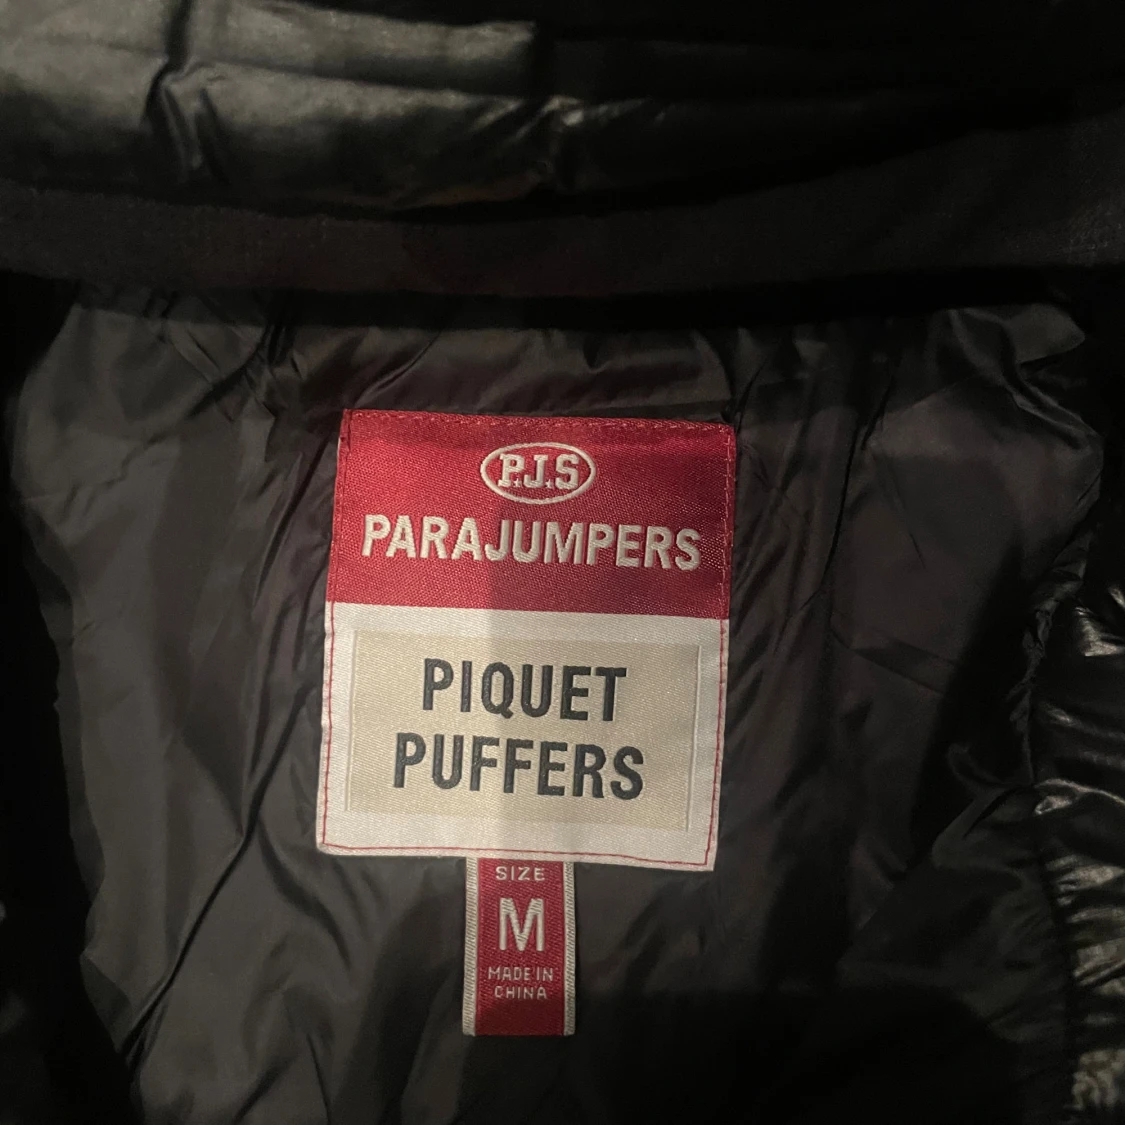 P.J.S
PARAJUMPERS
PIQUET
PUFFERS
SIZE
M
MADE IN
CHINA